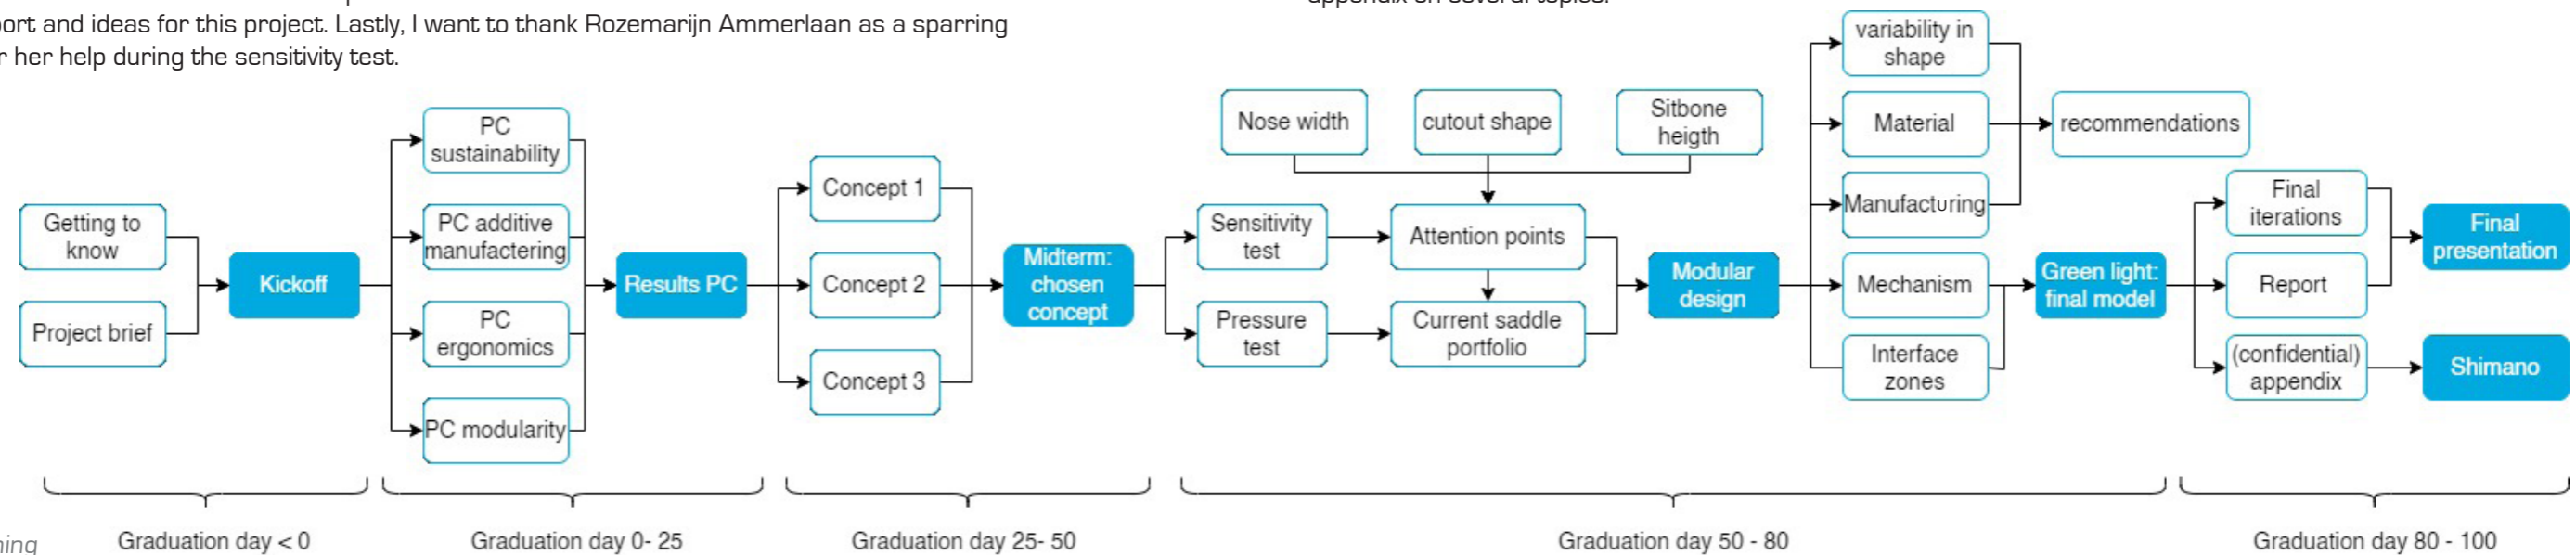 ort and ideas for this project. Lastly, I want to thank Rozemarijn Ammerlaan as a sparring
r her help during the sensitivity test.
appendix on several topics.
Getting to
know
Project brief
Kickoff
PC
sustainability
PC additive
manufactering
PC
ergonomics
PC modularity
Results PC
Concept 1
Concept 2
Concept 3
Midterm:
chosen
concept
Nose width
cutout shape
Sitbone
heigth
Sensitivity
test
Attention points
Pressure
test
Current saddle
portfolio
Modular
design
variability in
shape
Material
Manufacturing
Mechanism
Interface
zones
recommendations
Green light:
final model
Final
iterations
Report
(confidential)
appendix
Final
presentation
Shimano
ning
Graduation day < 0
Graduation day 0- 25
Graduation day 25- 50
Graduation day 50 - 80
Graduation day 80 - 100